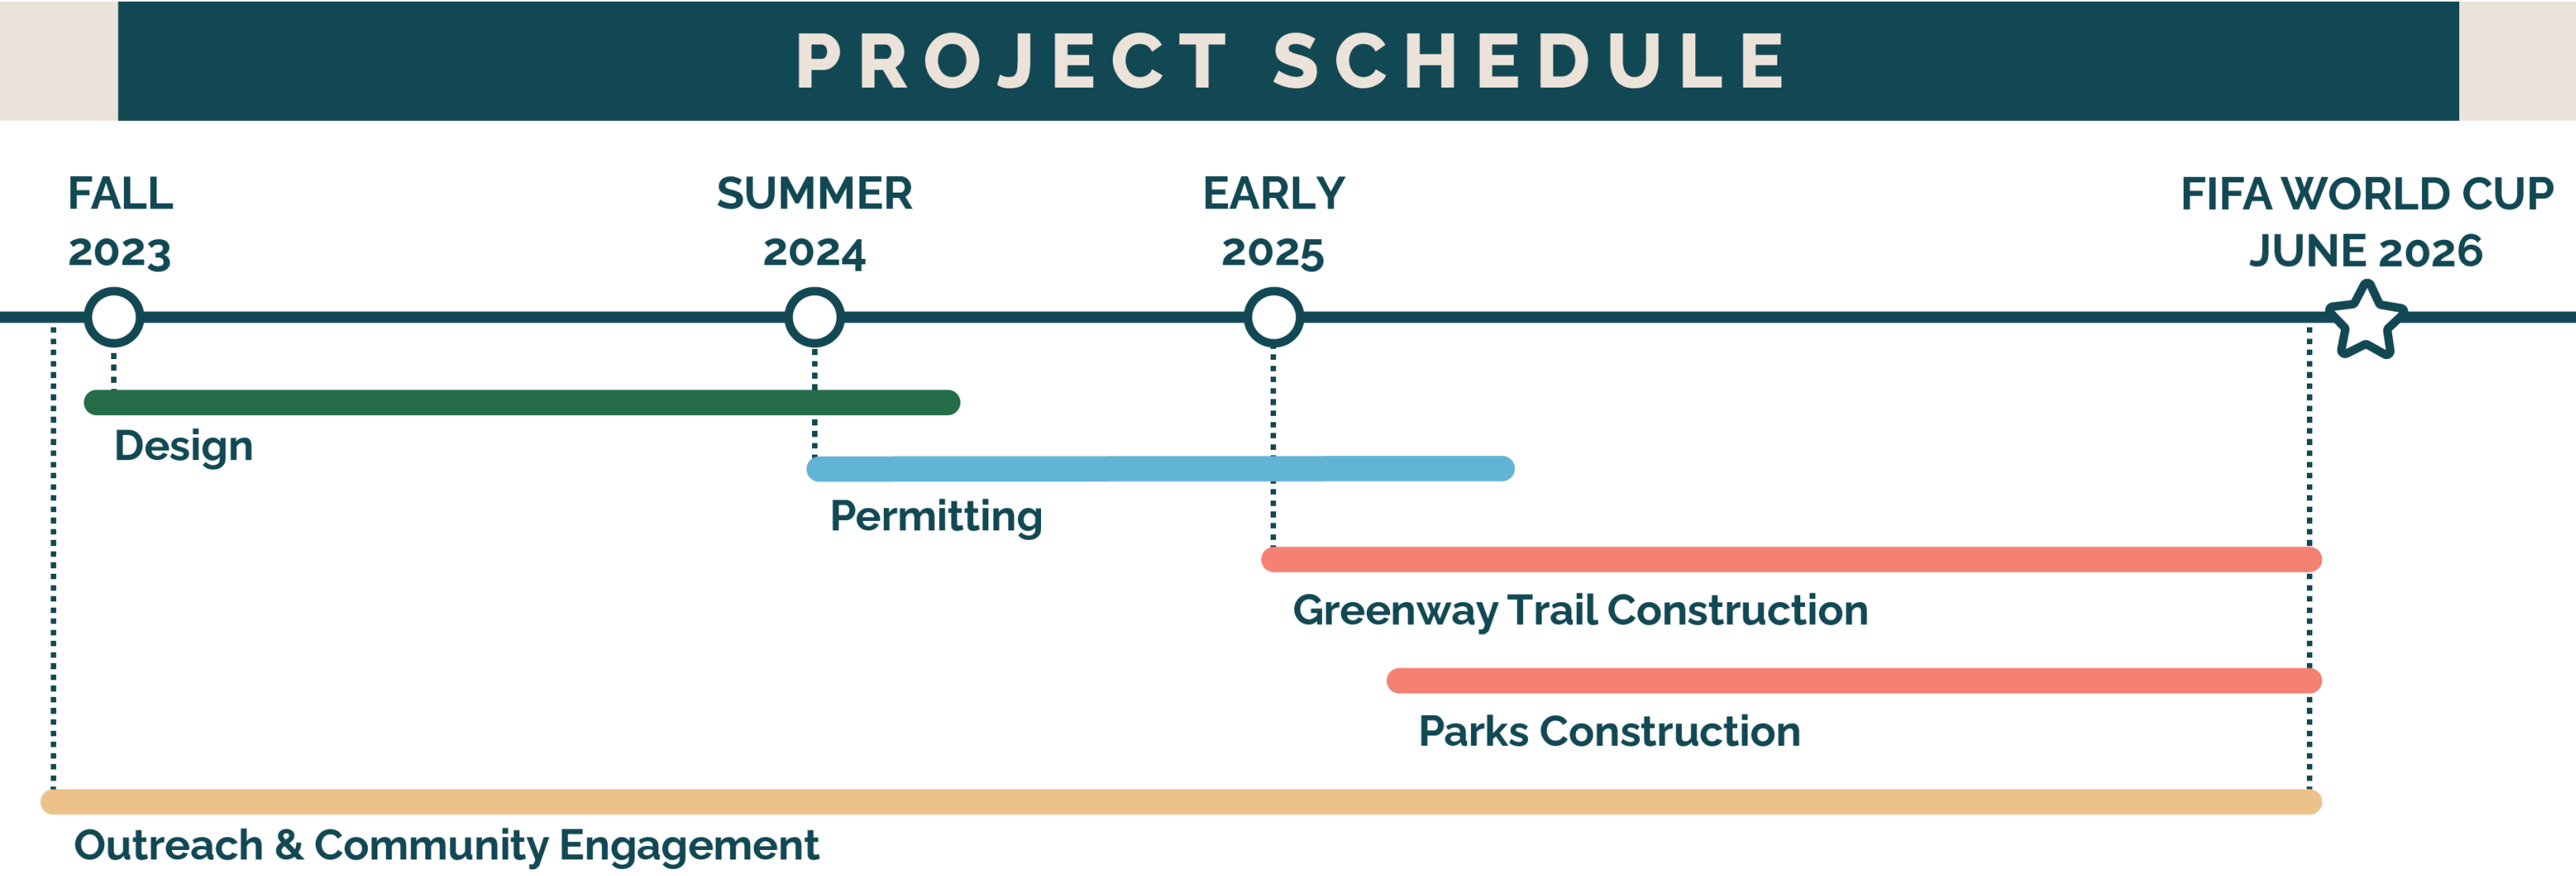 PROJECT SCHEDULE
FALL
2023
SUMMER
2024
EARLY
2025
FIFA WORLD CUP
JUNE 2026
Design
Permitting
Greenway Trail Construction
Parks Construction
Outreach & Community Engagement